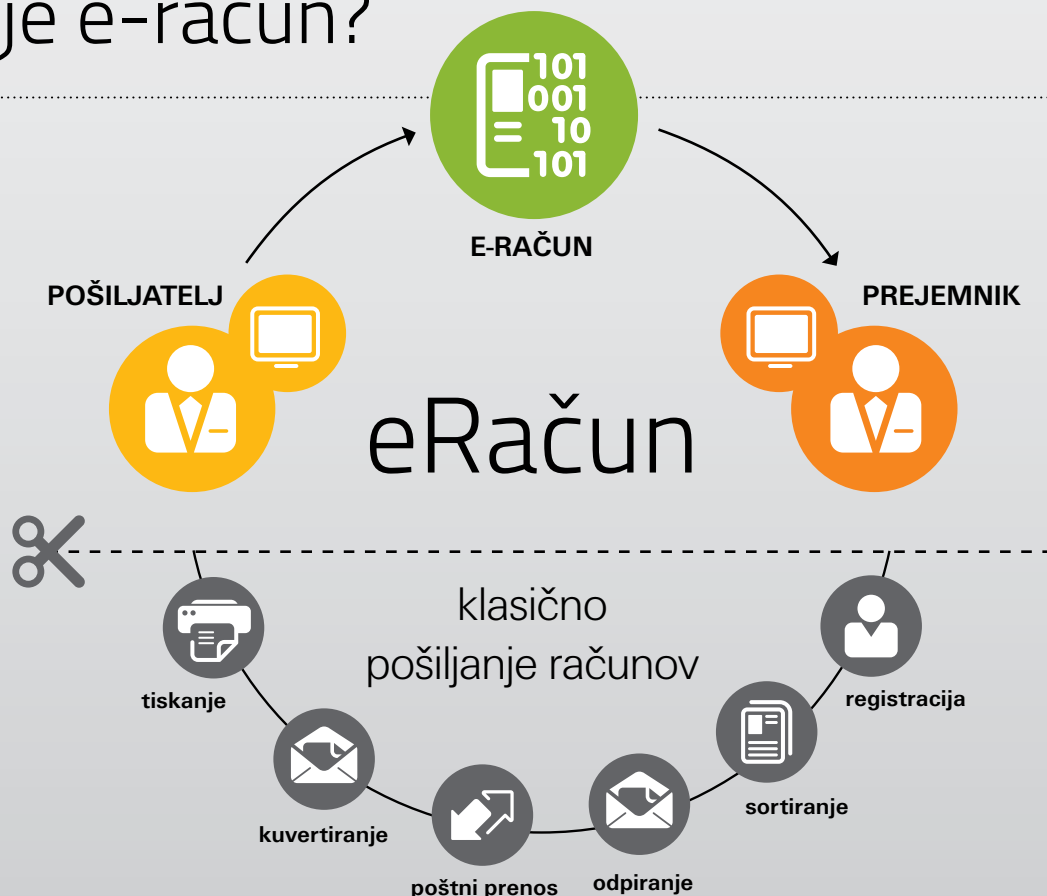 je e-račun?
101
001
10
101
E-RAČUN
POŠILJATELJ
PREJEMNIK
eRačun
klasično
pošiljanje računov
tiskanje
kuvertiranje
poštni prenos
odpiranje
sortiranje
registracija